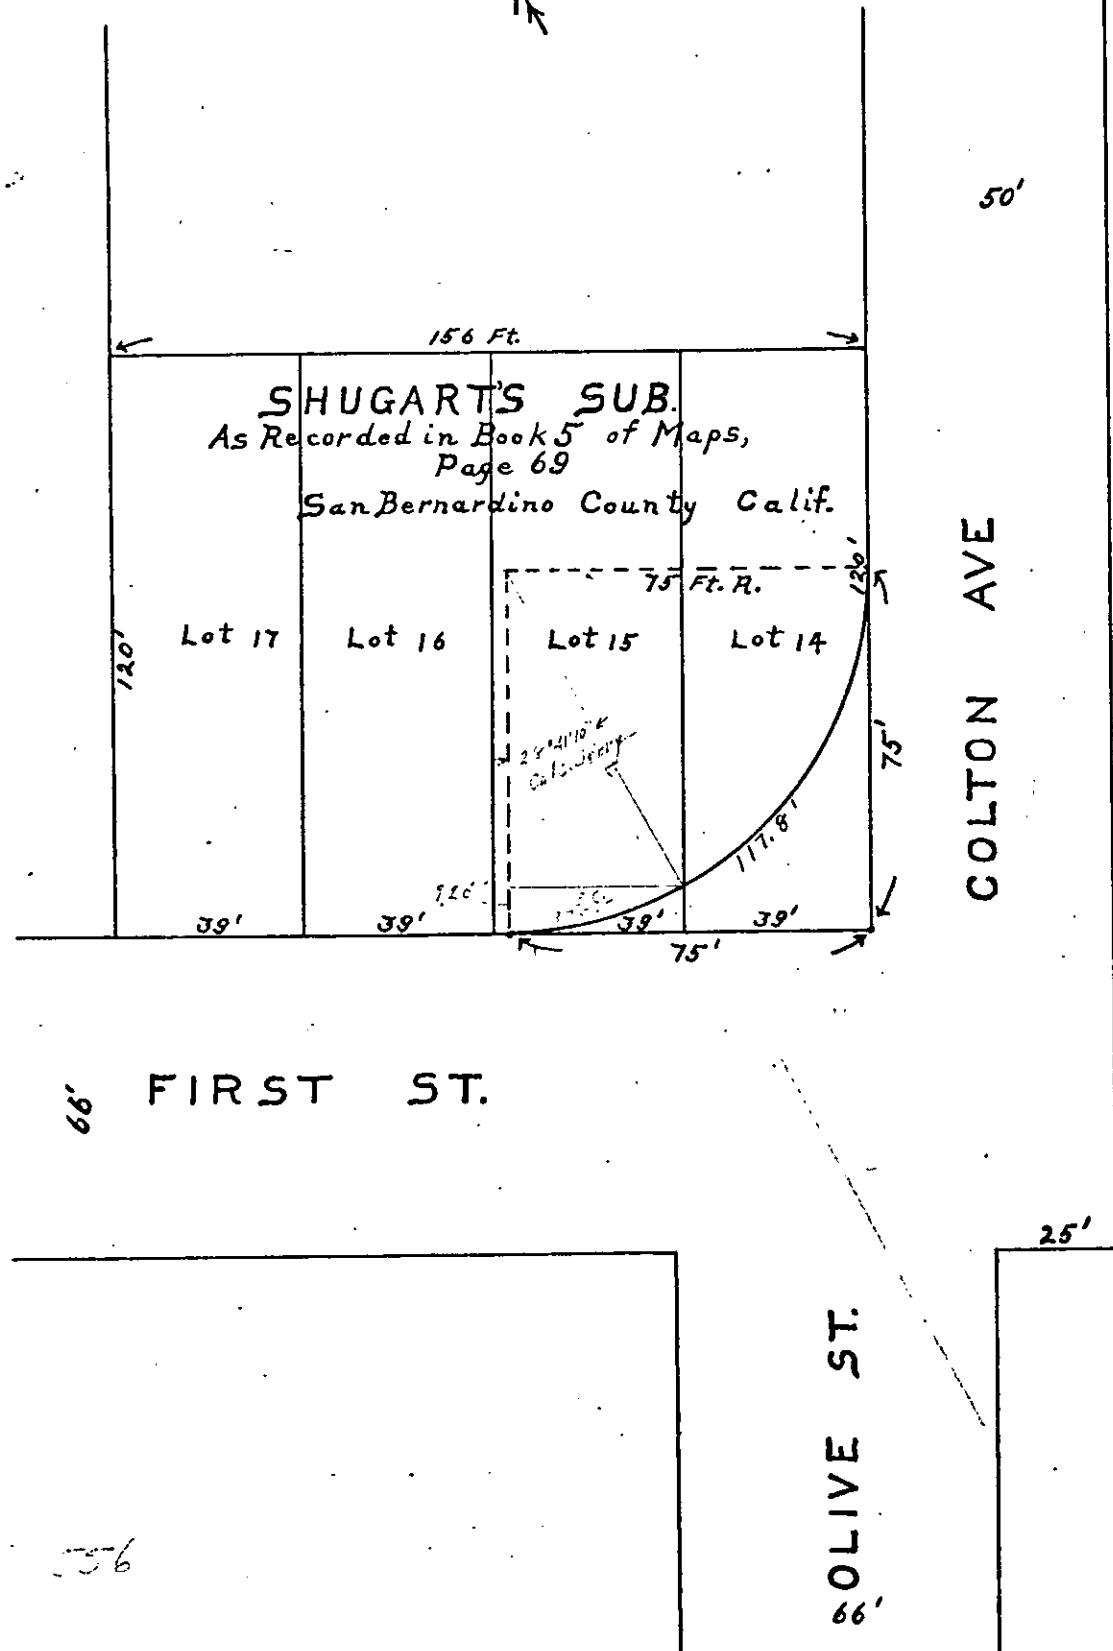 50'
156 Ft.
SHUGART'S SUB.
As Recorded in Book 5 of Maps,
Page 69
San Bernardino County Calif.
120'
75 Ft. R.
Lot 17
Lot 16
Lot 15
Lot 14
120'
COLTON AVE
75'
117.8'
39'
39'
39'
39'
75'
FIRST ST.
66'
25'
OLIVE ST.
66'
556